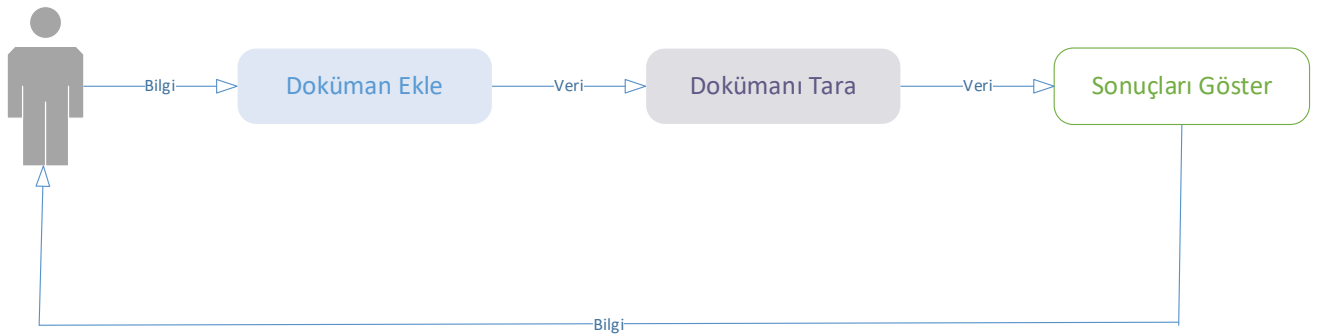 Bilgi
Doküman Ekle
Veri
Dokümanı Tara
Veri
Sonuçları Göster
Bilgi